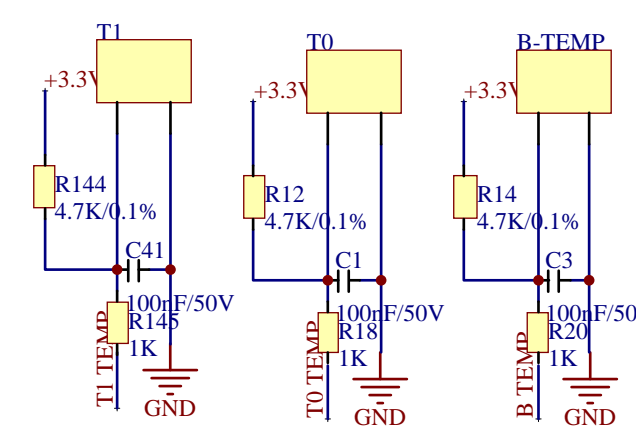 T1
+3.3V
R144
4.7K/0.1%
C41
100nF/50V
R145
1K
T1 TEMP
GND
T0
+3.3V
R12
4.7K/0.1%
C1
100nF/50V
R18
1K
T0 TEMP
GND
B-TEMP
+3.3V
R14
4.7K/0.1%
C3
100nF/50
R20
1K
B TEMP
GND